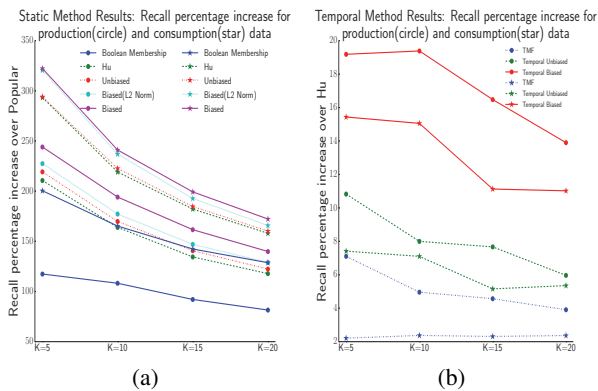 Static Method Results: Recall percentage increase for
production(circle) and consumption(star) data
350
300
250
200
150
100
50
Recall percentage increase over Popular
Boolean Membership
Hu
Unbiased
Biased(L2 Norm)
Biased
Boolean Membership
Hu
Unbiased
Biased(L2 Norm)
Biased
K=5
K=10
K=15
K=20
(a)
Temporal Method Results: Recall percentage increase for
production(circle) and consumption(star) data
20
18
16
14
12
10
8
6
4
2
Recall percentage increase over Hu
TMF
Temporal Unbiased
Temporal Biased
TMF
Temporal Unbiased
Temporal Biased
K=5
K=10
K=15
K=20
(b)